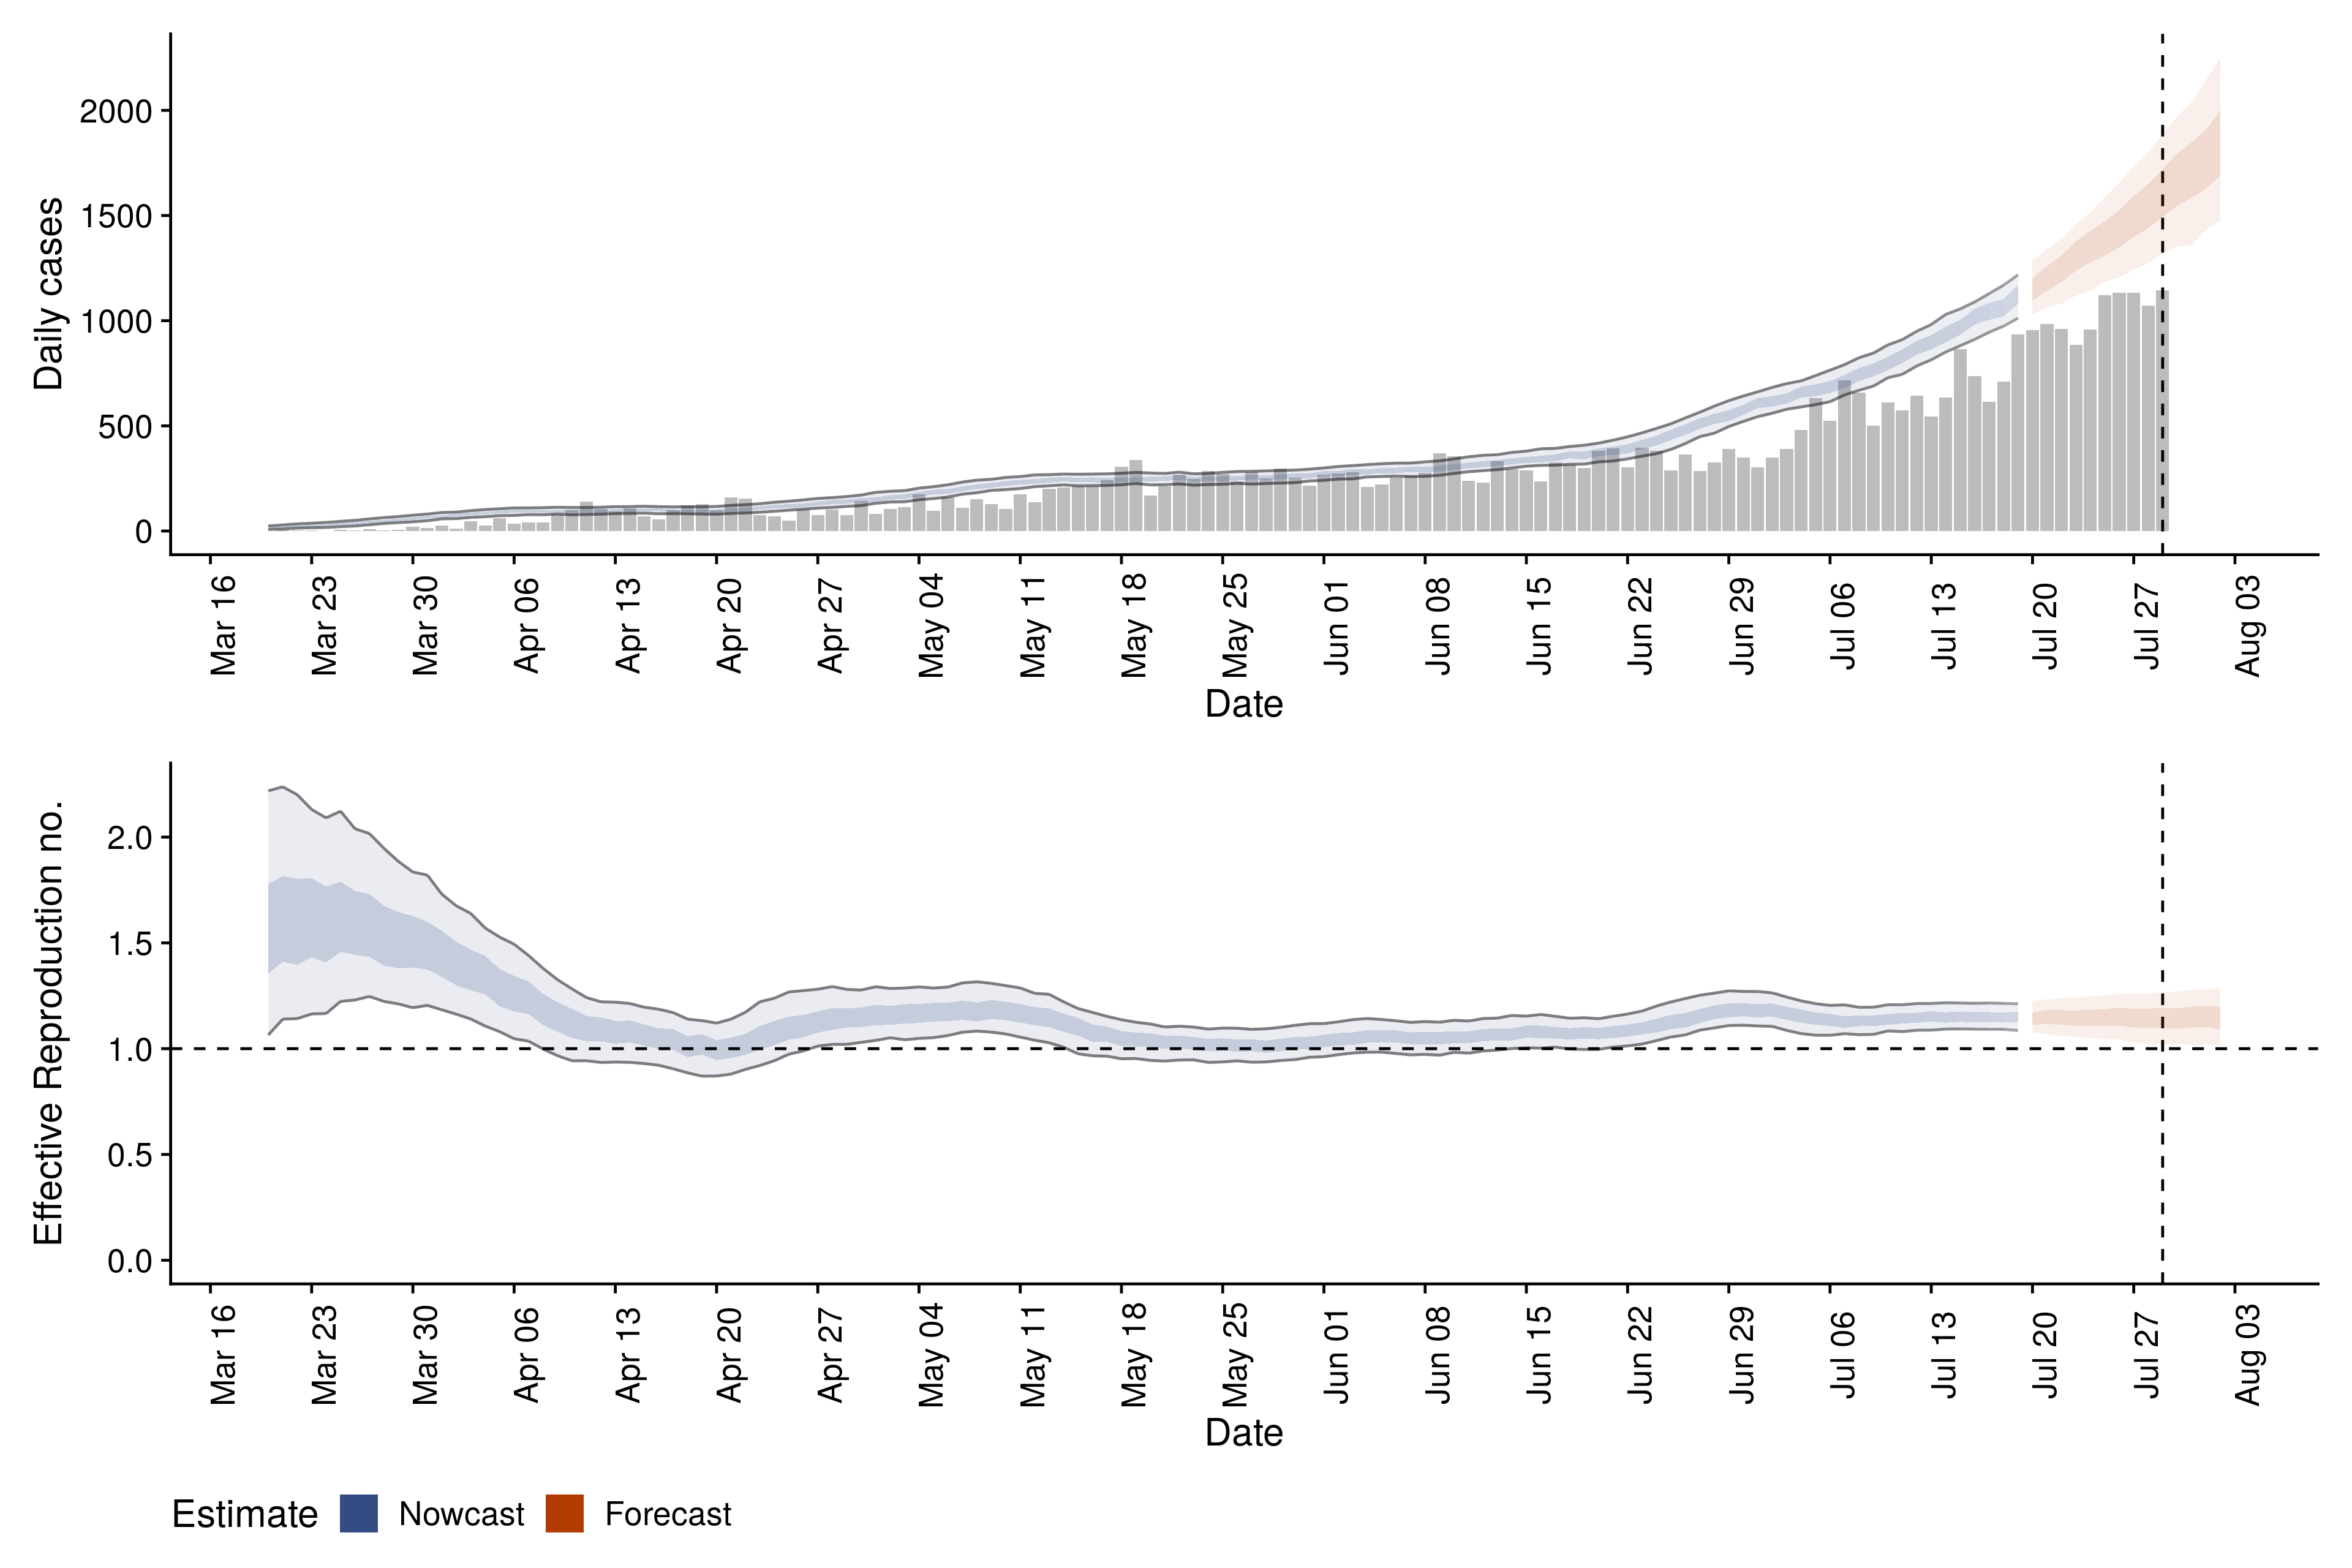 Daily cases
2000
1500
1000
500
0
Mar 16 Mar 23 Mar 30 Apr 06 Apr 13 Apr 20 Apr 27 May 04 May 11 May 18 May 25 Jun 01 Jun 08 Jun 15 Jun 22 Jun 29 Jul 06 Jul 13 Jul 20 Jul 27 Aug 03
Date
Effective Reproduction no.
2.0
1.5
1.0
0.5
0.0
Mar 16 Mar 23 Mar 30 Apr 06 Apr 13 Apr 20 Apr 27 May 04 May 11 May 18 May 25 Jun 01 Jun 08 Jun 15 Jun 22 Jun 29 Jul 06 Jul 13 Jul 20 Jul 27 Aug 03
Date
Estimate Nowcast Forecast